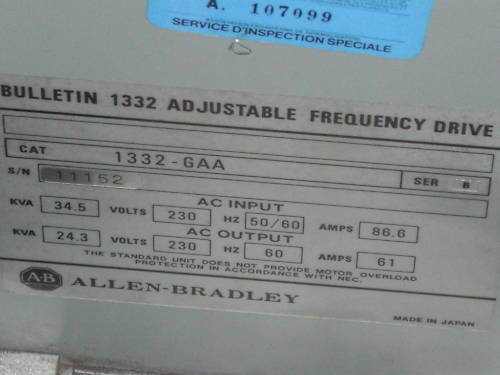 A. 107099
SERVICE D'INSPECTION SPECIALE
BULLETIN 1332 ADJUSTABLE FREQUENCY DRIVE
CAT 1332-GAA
S/N 11152 SER B
AC INPUT
KVA 34.5 VOLTS 230 HZ 50/60 AMPS 86.6
AC OUTPUT
KVA 24.3 VOLTS 230 HZ 60 AMPS 61
THE STANDARD UNIT DOES NOT PROVIDE MOTOR OVERLOAD
PROTECTION IN ACCORDANCE WITH NEC.
A-B ALLEN-BRADLEY
MADE IN JAPAN